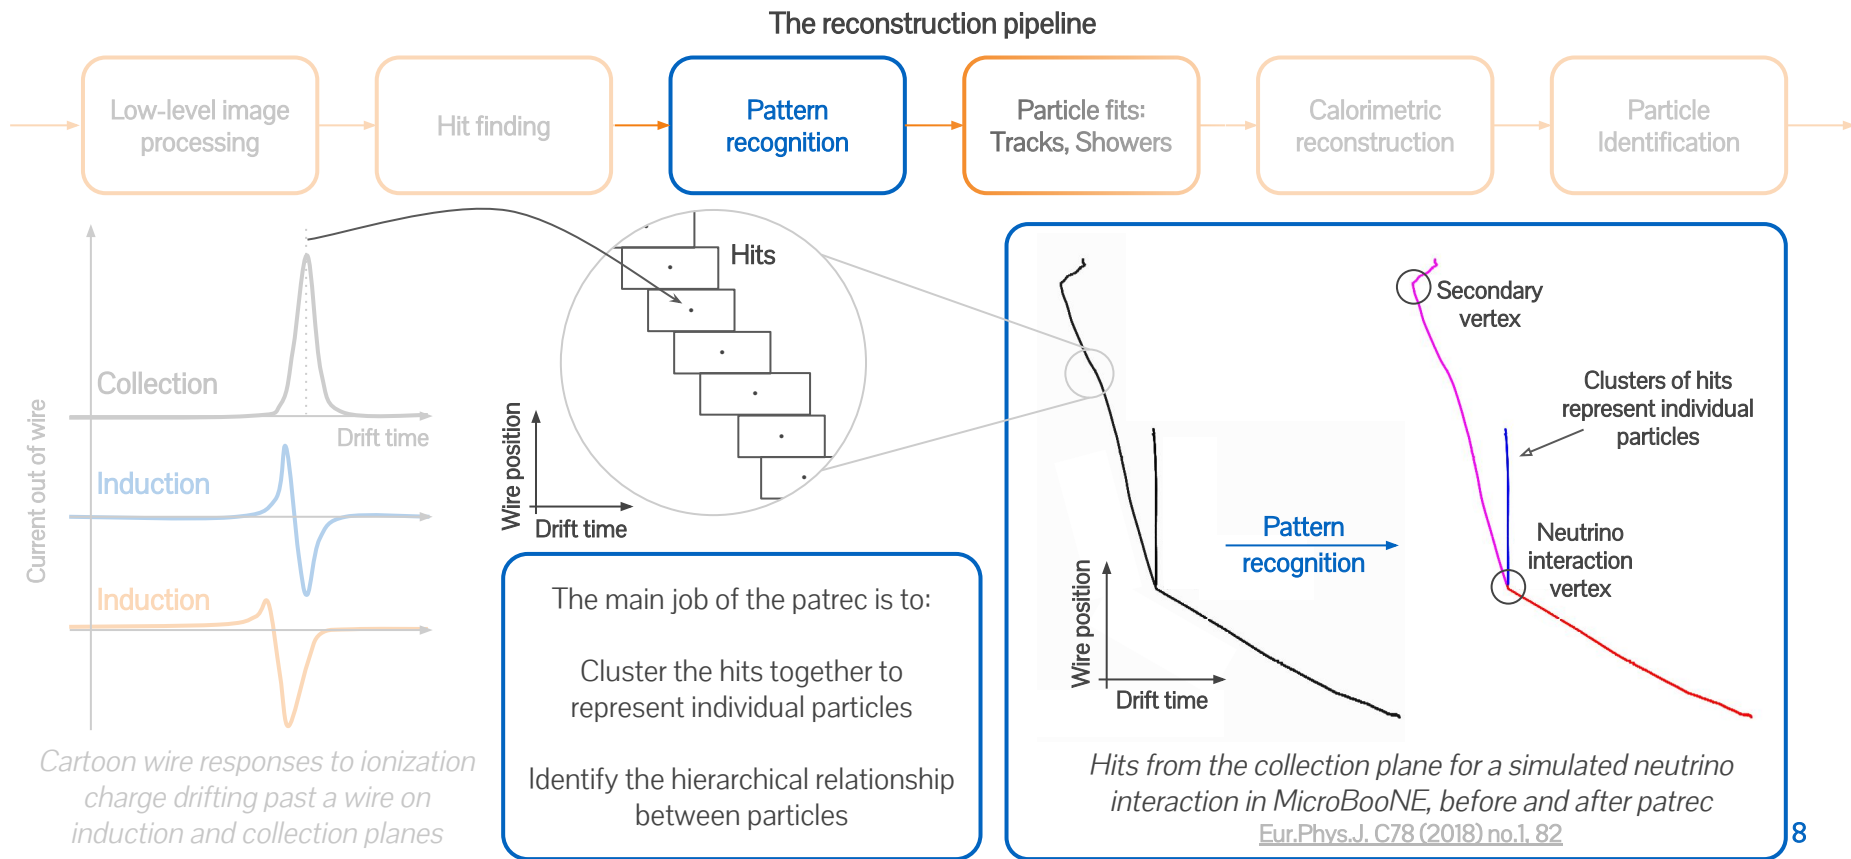 The reconstruction pipeline
Low-level image
processing
Hit finding
Pattern
recognition
Particle fits:
Tracks, Showers
Calorimetric
reconstruction
Particle
Identification
Current out of wire
Collection
Drift time
Induction
Induction
Cartoon wire responses to ionization
charge drifting past a wire on
induction and collection planes
Hits
Wire position
Drift time
The main job of the patrec is to:
Cluster the hits together to
represent individual particles
Identify the hierarchical relationship
between particles
Wire position
Drift time
Pattern
recognition
Secondary
vertex
Clusters of hits
represent individual
particles
Neutrino
interaction
vertex
Hits from the collection plane for a simulated neutrino
interaction in MicroBooNE, before and after patrec
Eur.Phys.J. C78 (2018) no.1, 82
8